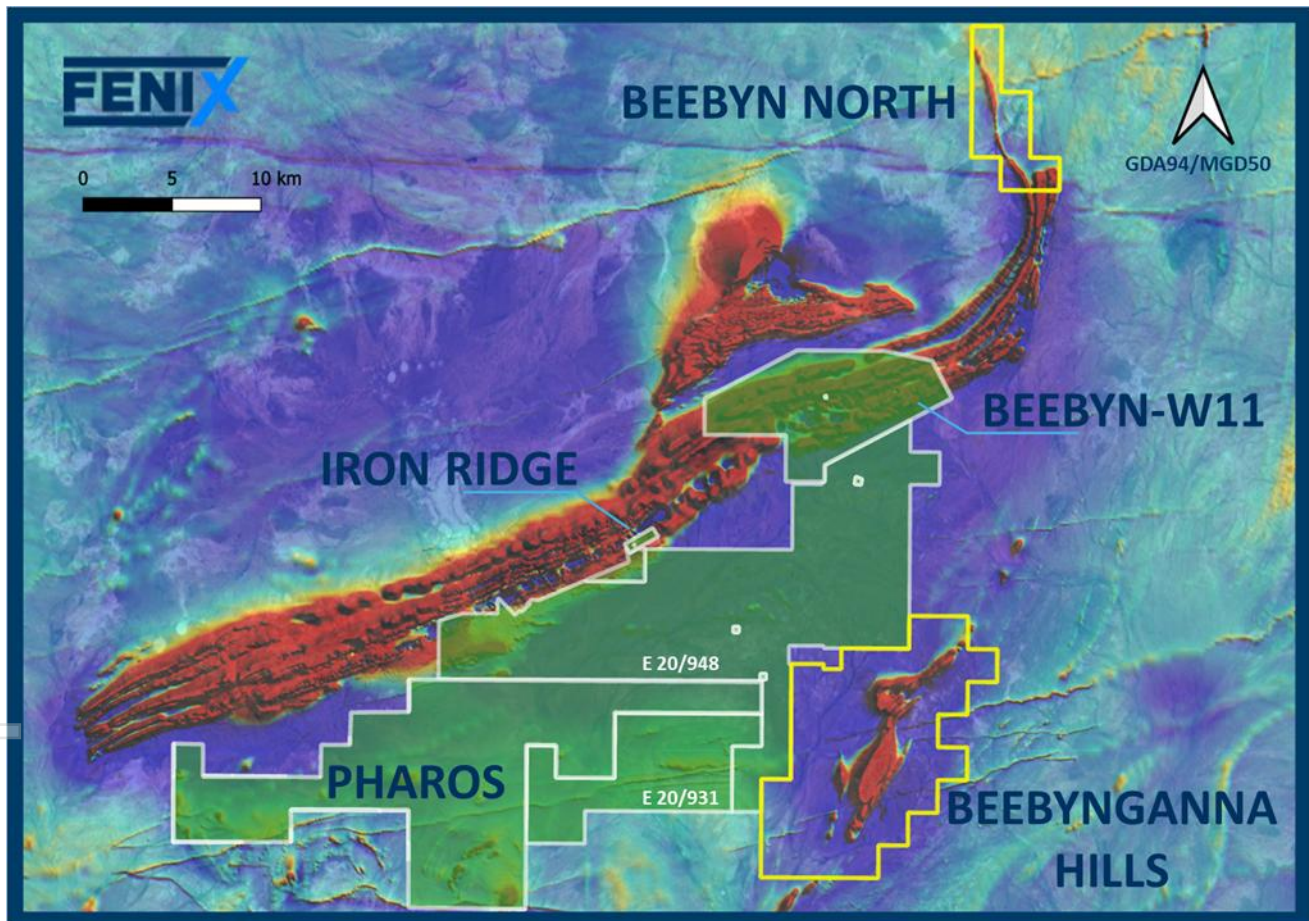 FENIX
0 5 10 km
BEEBYN NORTH
GDA94/MGD50
BEEBYN-W11
IRON RIDGE
E 20/948
PHAROS
E 20/931
BEEBYNGANNA
HILLS